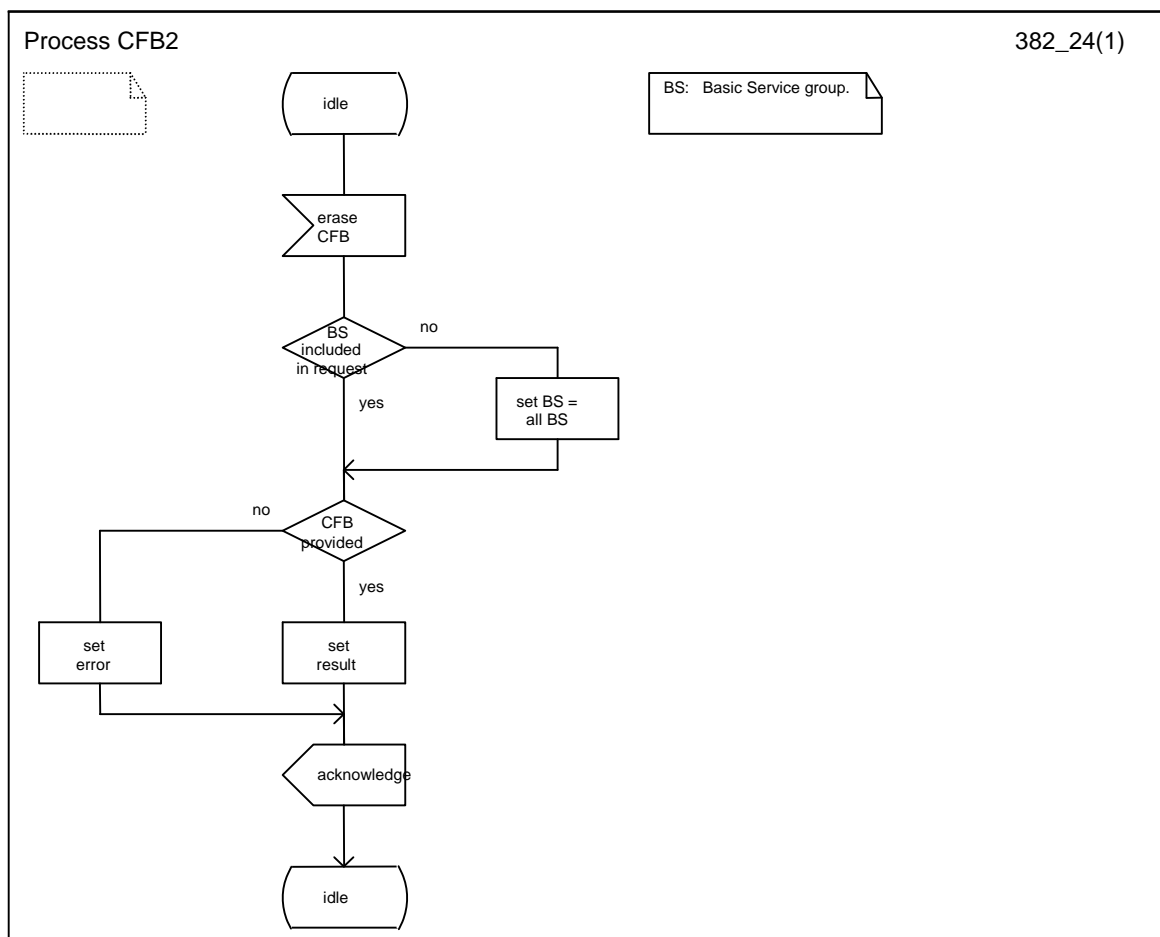 Process CFB2
382_24(1)
idle
BS: Basic Service group.
erase
CFB
BS
included
in request
no
yes
set BS =
all BS
no
CFB
provided
yes
set
error
set
result
acknowledge
idle